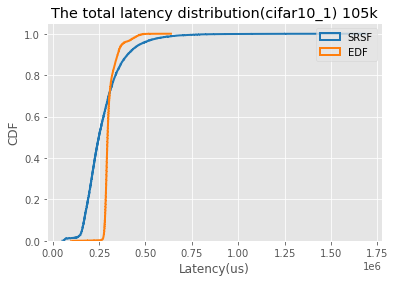 The total latency distribution(cifar10_1) 105k
1.0
0.8
0.6
0.4
0.2
0.0
CDF
SRSF
EDF
0.00 0.25 0.50 0.75 1.00 1.25 1.50 1.75
1e6
Latency(us)